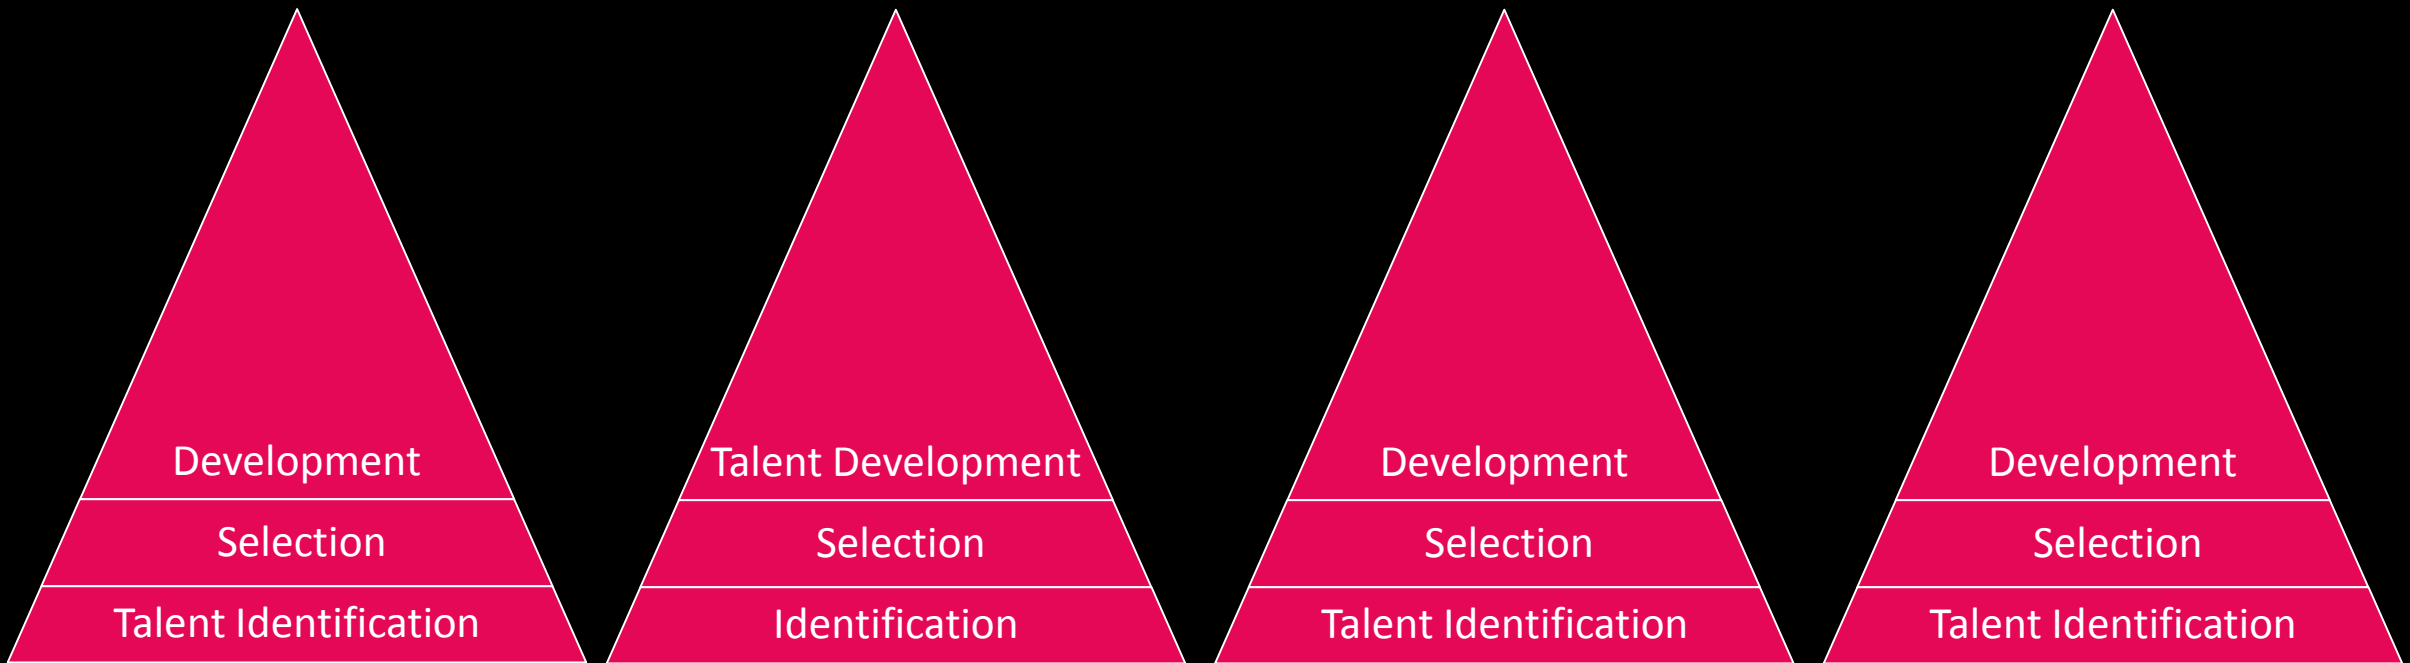 Development
Selection
Talent Identification
Talent Development
Selection
Identification
Development
Selection
Talent Identification
Development
Selection
Talent Identification